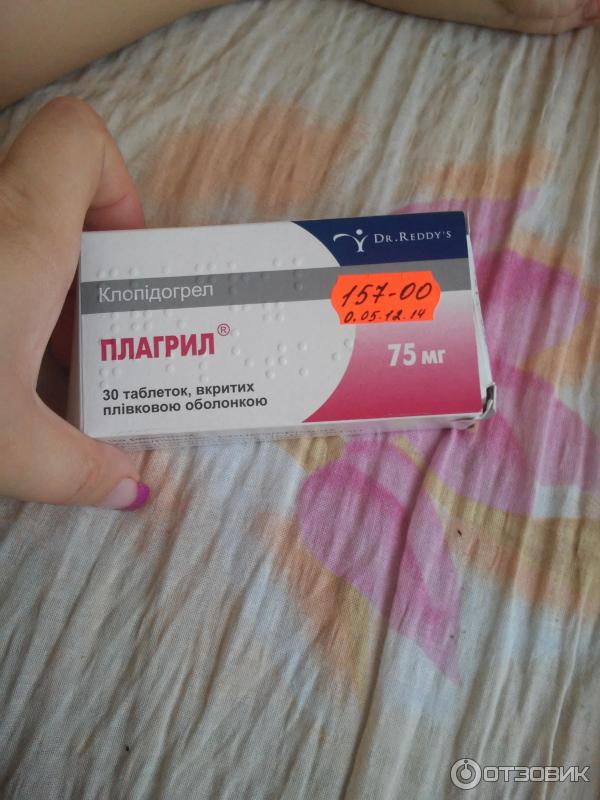 DR.REDDY'S
Клопідогрел
157-00
0.05.12.14
ПЛАГРИЛ®
75 мг
30 таблеток, вкритих
плівковою оболонкою
ОТЗОВИК